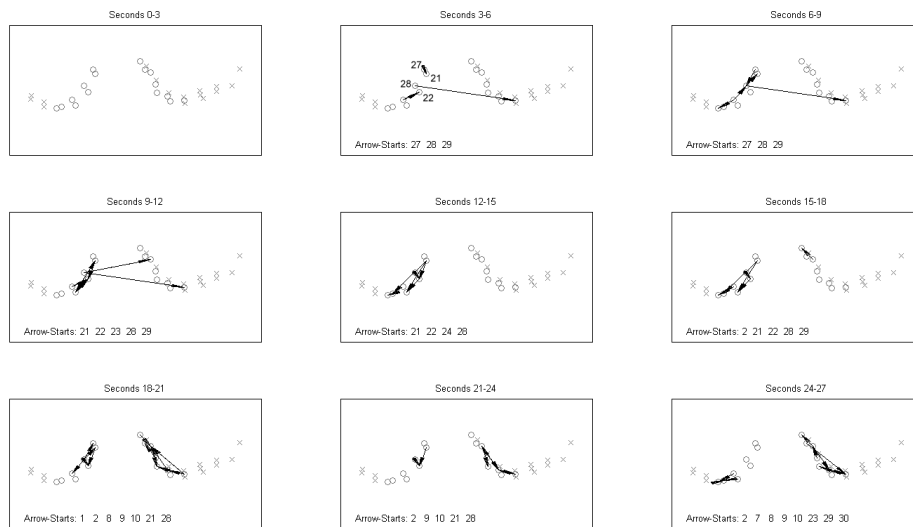 Seconds 0-3
Seconds 3-6
Seconds 6-9
27
21
28
22
Arrow-Starts: 27 28 29
Arrow-Starts: 27 28 29
Seconds 9-12
Seconds 12-15
Seconds 15-18
Arrow-Starts: 21 22 23 28 29
Arrow-Starts: 21 22 24 28
Arrow-Starts: 2 21 22 28 29
Seconds 18-21
Seconds 21-24
Seconds 24-27
Arrow-Starts: 1 2 8 9 10 21 28
Arrow-Starts: 2 9 10 21 28
Arrow-Starts: 2 7 8 9 10 23 29 30